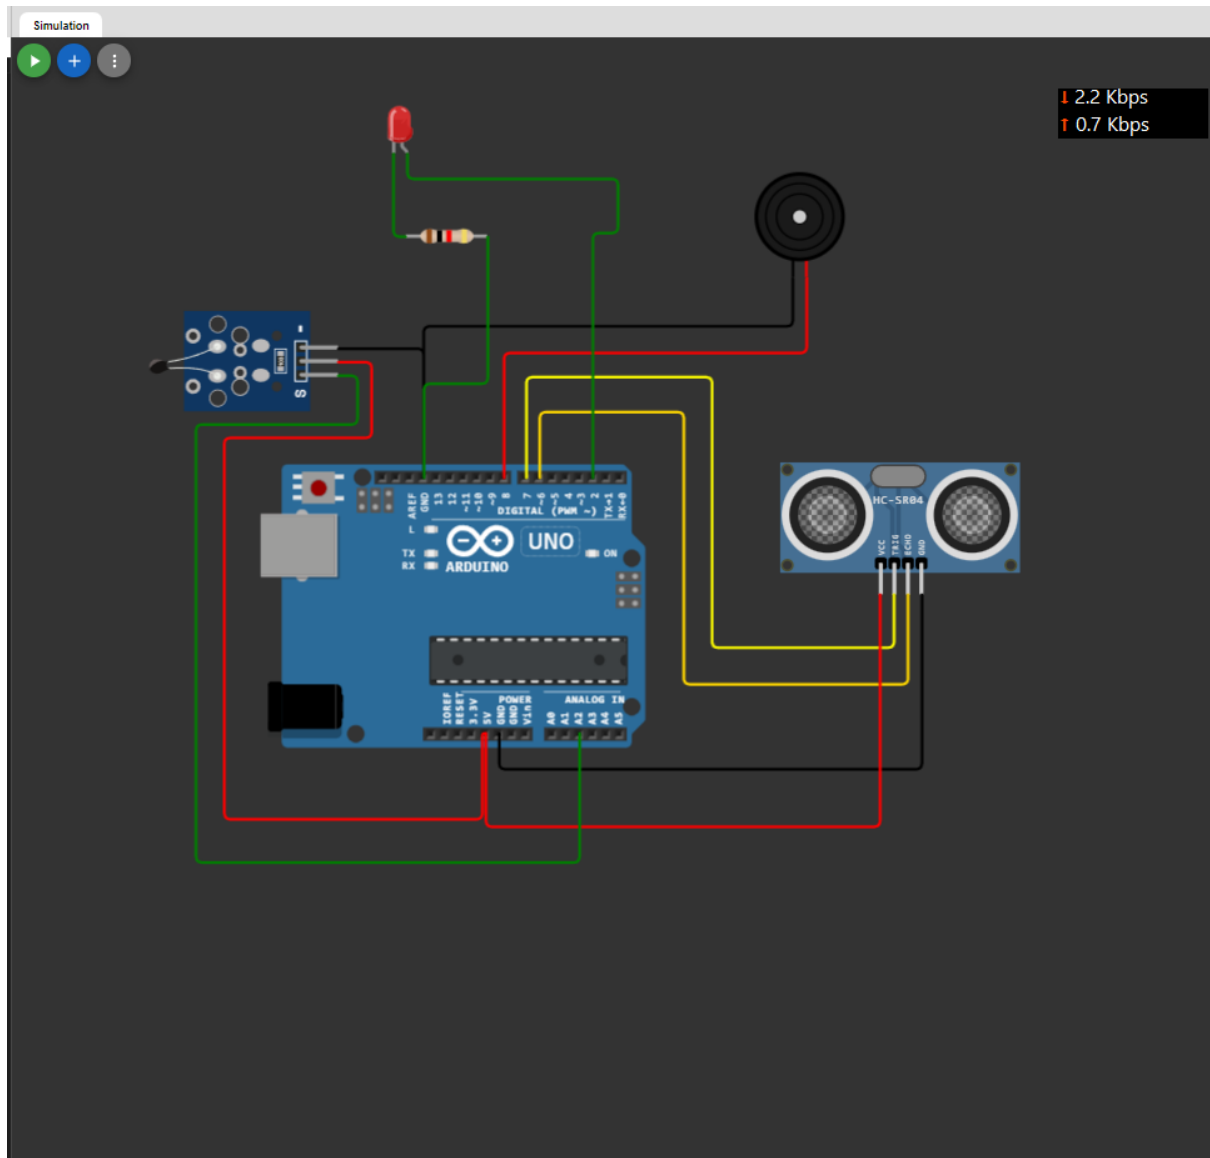 Simulation
↓ 2.2 Kbps
↑ 0.7 Kbps
-
S
HC-SR04
VCC
TRIG
ECHO
GND
AREF
GND
13
12
~11
~10
~9
8
7
~6
~5
4
~3
2
TX→1
RX←0
DIGITAL (PWM ~)
L
TX
RX
ARDUINO
UNO
ON
IOREF
RESET
3.3V
5V
GND
GND
Vin
POWER
ANALOG IN
A0
A1
A2
A3
A4
A5